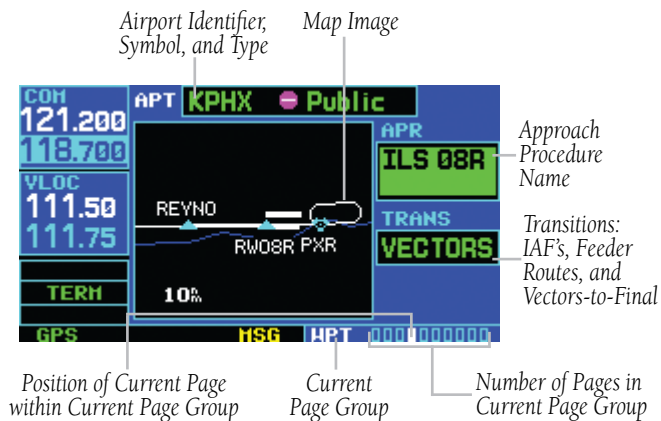 Airport Identifier,
Symbol, and Type
Map Image
COM
121.200
118.700
VLOC
111.50
111.75
TERM
GPS
APT KPHX Public
REYNO
RW08R PXR
10nm
APR
ILS 08R
TRANS
VECTORS
MSG WPT
Approach
Procedure
Name
Transitions:
IAF's, Feeder
Routes, and
Vectors-to-Final
Position of Current Page
within Current Page Group
Current
Page Group
Number of Pages in
Current Page Group